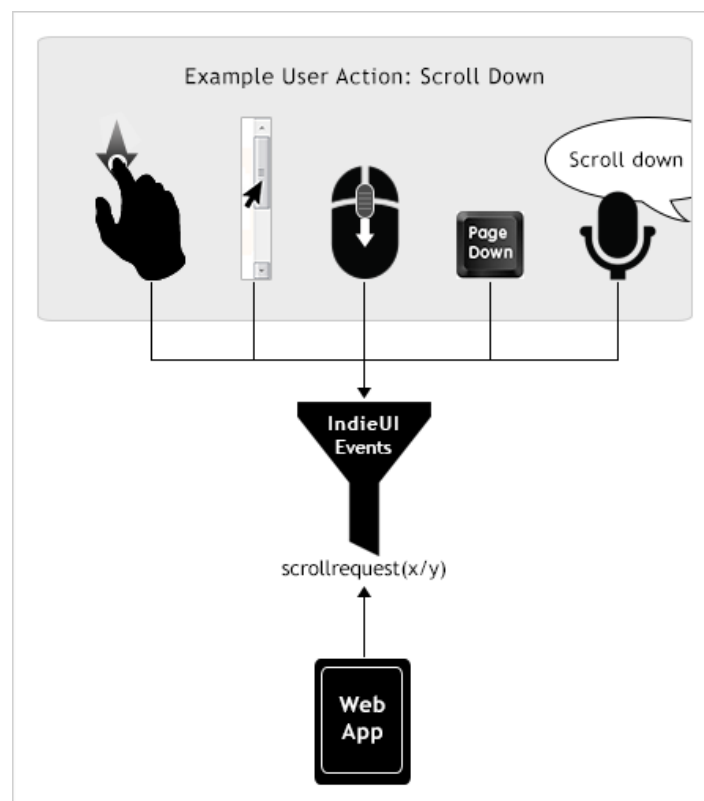 Example User Action: Scroll Down
Scroll down
Page
Down
IndieUI
Events
scrollrequest(x/y)
Web
App